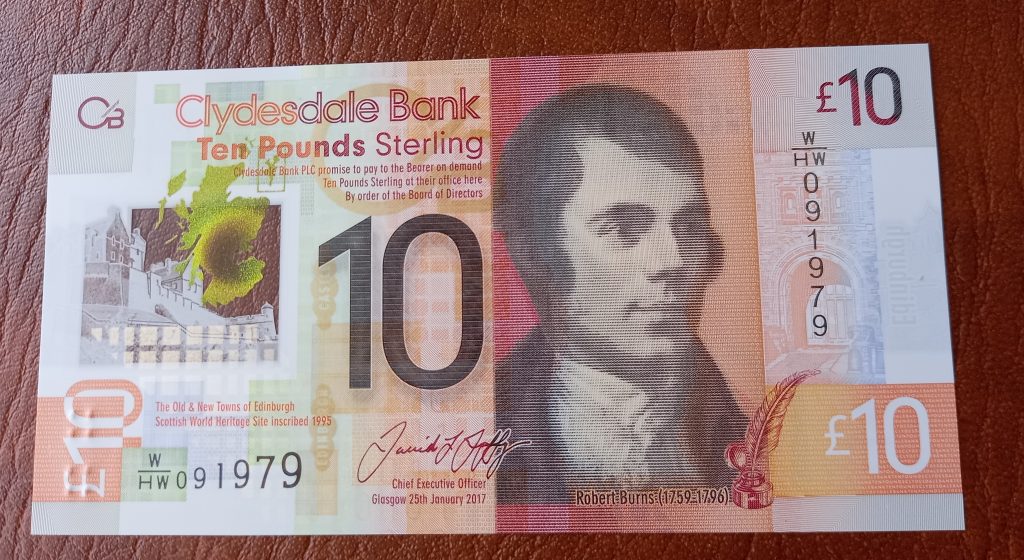 CB
Clydesdale Bank
Ten Pounds Sterling
Clydesdale Bank PLC promise to pay to the Bearer on demand
Ten Pounds Sterling at their office here
By order of the Board of Directors
10
The Old & New Towns of Edinburgh
Scottish World Heritage Site inscribed 1995
£10
W/HW 091979
Chief Executive Officer
Glasgow 25th January 2017
Robert Burns (1759-1796)
£10
W/HW 091979
Edinburgh
£10